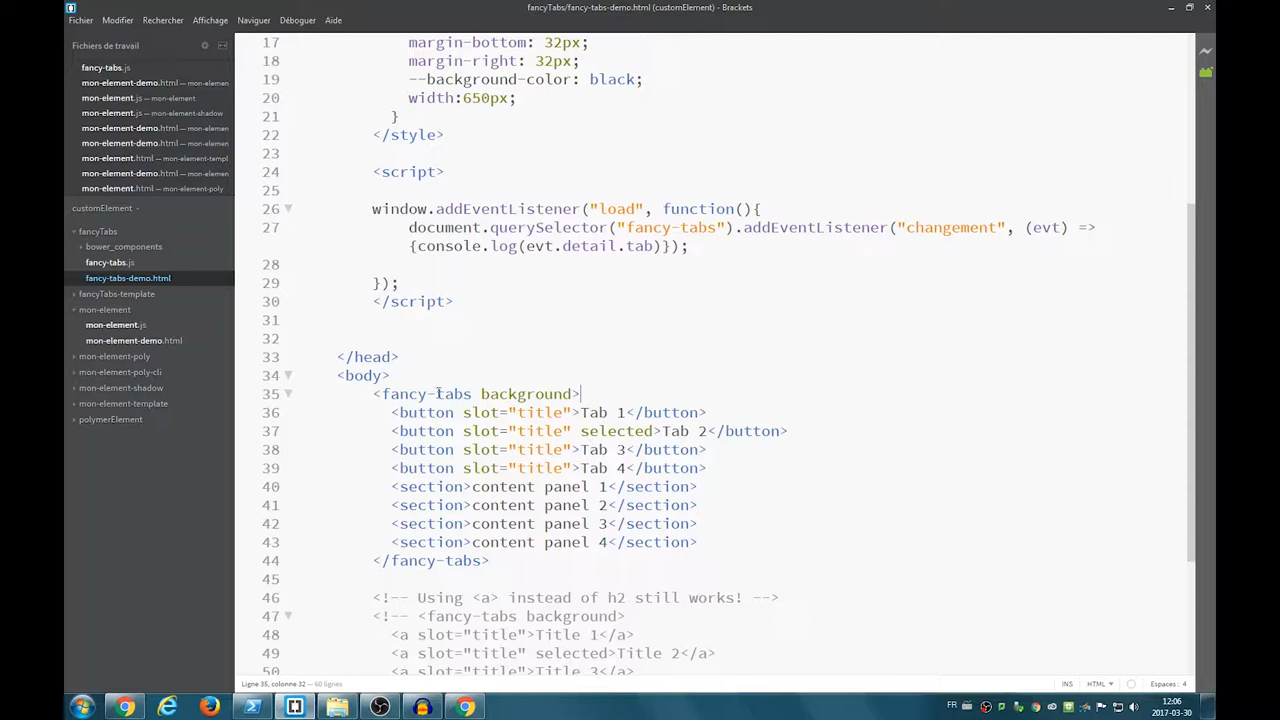 fancyTabs/fancy-tabs-demo.html (customElement) - Brackets
Fichier Modifier Rechercher Affichage Naviguer Déboguer Aide
Fichiers de travail
fancy-tabs.js
mon-element-demo.html — mon-elemen
mon-element.js — mon-element
mon-element.js — mon-element-shadow
mon-element-demo.html — mon-elemen
mon-element-demo.html — mon-elemen
mon-element.html — mon-element-templ
mon-element-demo.html — mon-elemen
mon-element.html — mon-element-poly
customElement
fancyTabs
bower_components
fancy-tabs.js
fancy-tabs-demo.html
fancyTabs-template
mon-element
mon-element.js
mon-element-demo.html
mon-element-poly
mon-element-poly-cli
mon-element-shadow
mon-element-template
polymerElement
17 margin-bottom: 32px;
18 margin-right: 32px;
19 --background-color: black;
20 width:650px;
21 }
22 </style>
23
24 <script>
25
26 window.addEventListener("load", function(){
27 document.querySelector("fancy-tabs").addEventListener("changement", (evt) =>
{console.log(evt.detail.tab)});
28
29 });
30 </script>
31
32
33 </head>
34 <body>
35 <fancy-tabs background>
36 <button slot="title">Tab 1</button>
37 <button slot="title" selected>Tab 2</button>
38 <button slot="title">Tab 3</button>
39 <button slot="title">Tab 4</button>
40 <section>content panel 1</section>
41 <section>content panel 2</section>
42 <section>content panel 3</section>
43 <section>content panel 4</section>
44 </fancy-tabs>
45
46 <!-- Using <a> instead of h2 still works! -->
47 <!-- <fancy-tabs background>
48 <a slot="title">Title 1</a>
49 <a slot="title" selected>Title 2</a>
50 <a slot="title">Title 3</a>
Ligne 35, colonne 32 — 60 lignes
INS HTML Espaces : 4
FR 12:06
2017-03-30